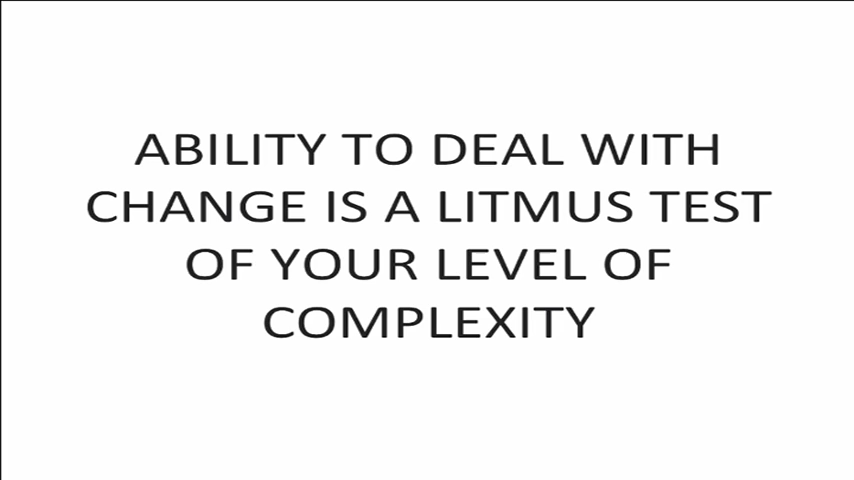 ABILITY TO DEAL WITH
CHANGE IS A LITMUS TEST
OF YOUR LEVEL OF
COMPLEXITY